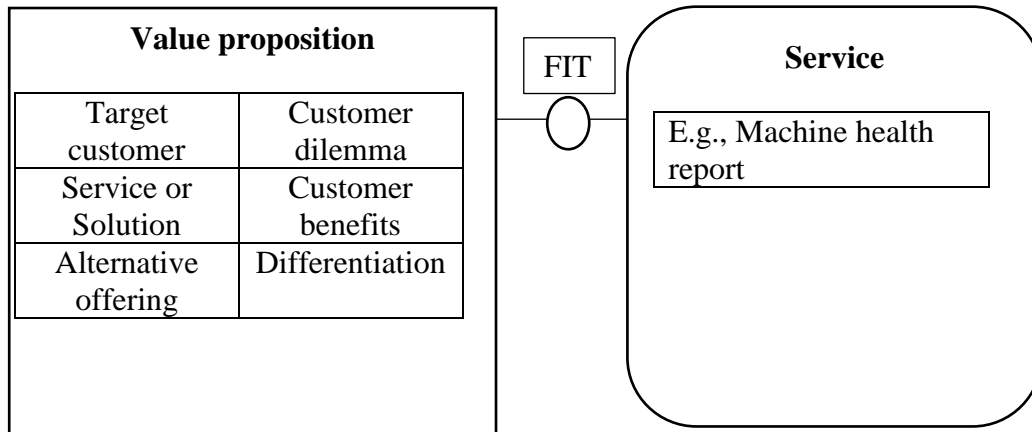 Value proposition
Target
customer
Customer
dilemma
Service or
Solution
Customer
benefits
Alternative
offering
Differentiation
FIT
Service
E.g., Machine health
report